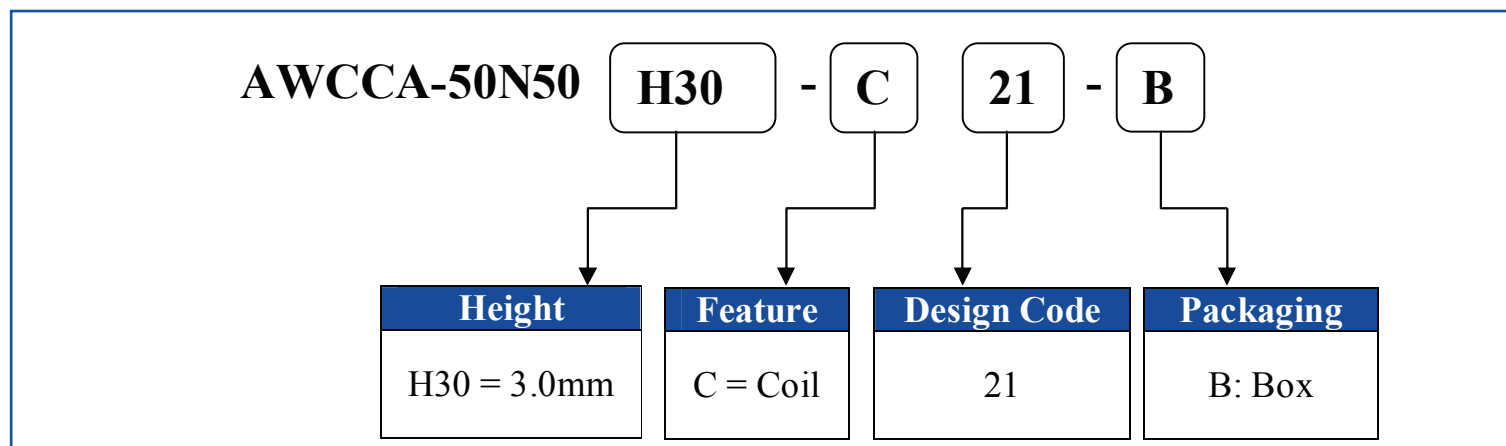 AWCCA-50N50 H30 - C 21 - B
Height Feature Design Code Packaging
H30 = 3.0mm C = Coil 21 B: Box